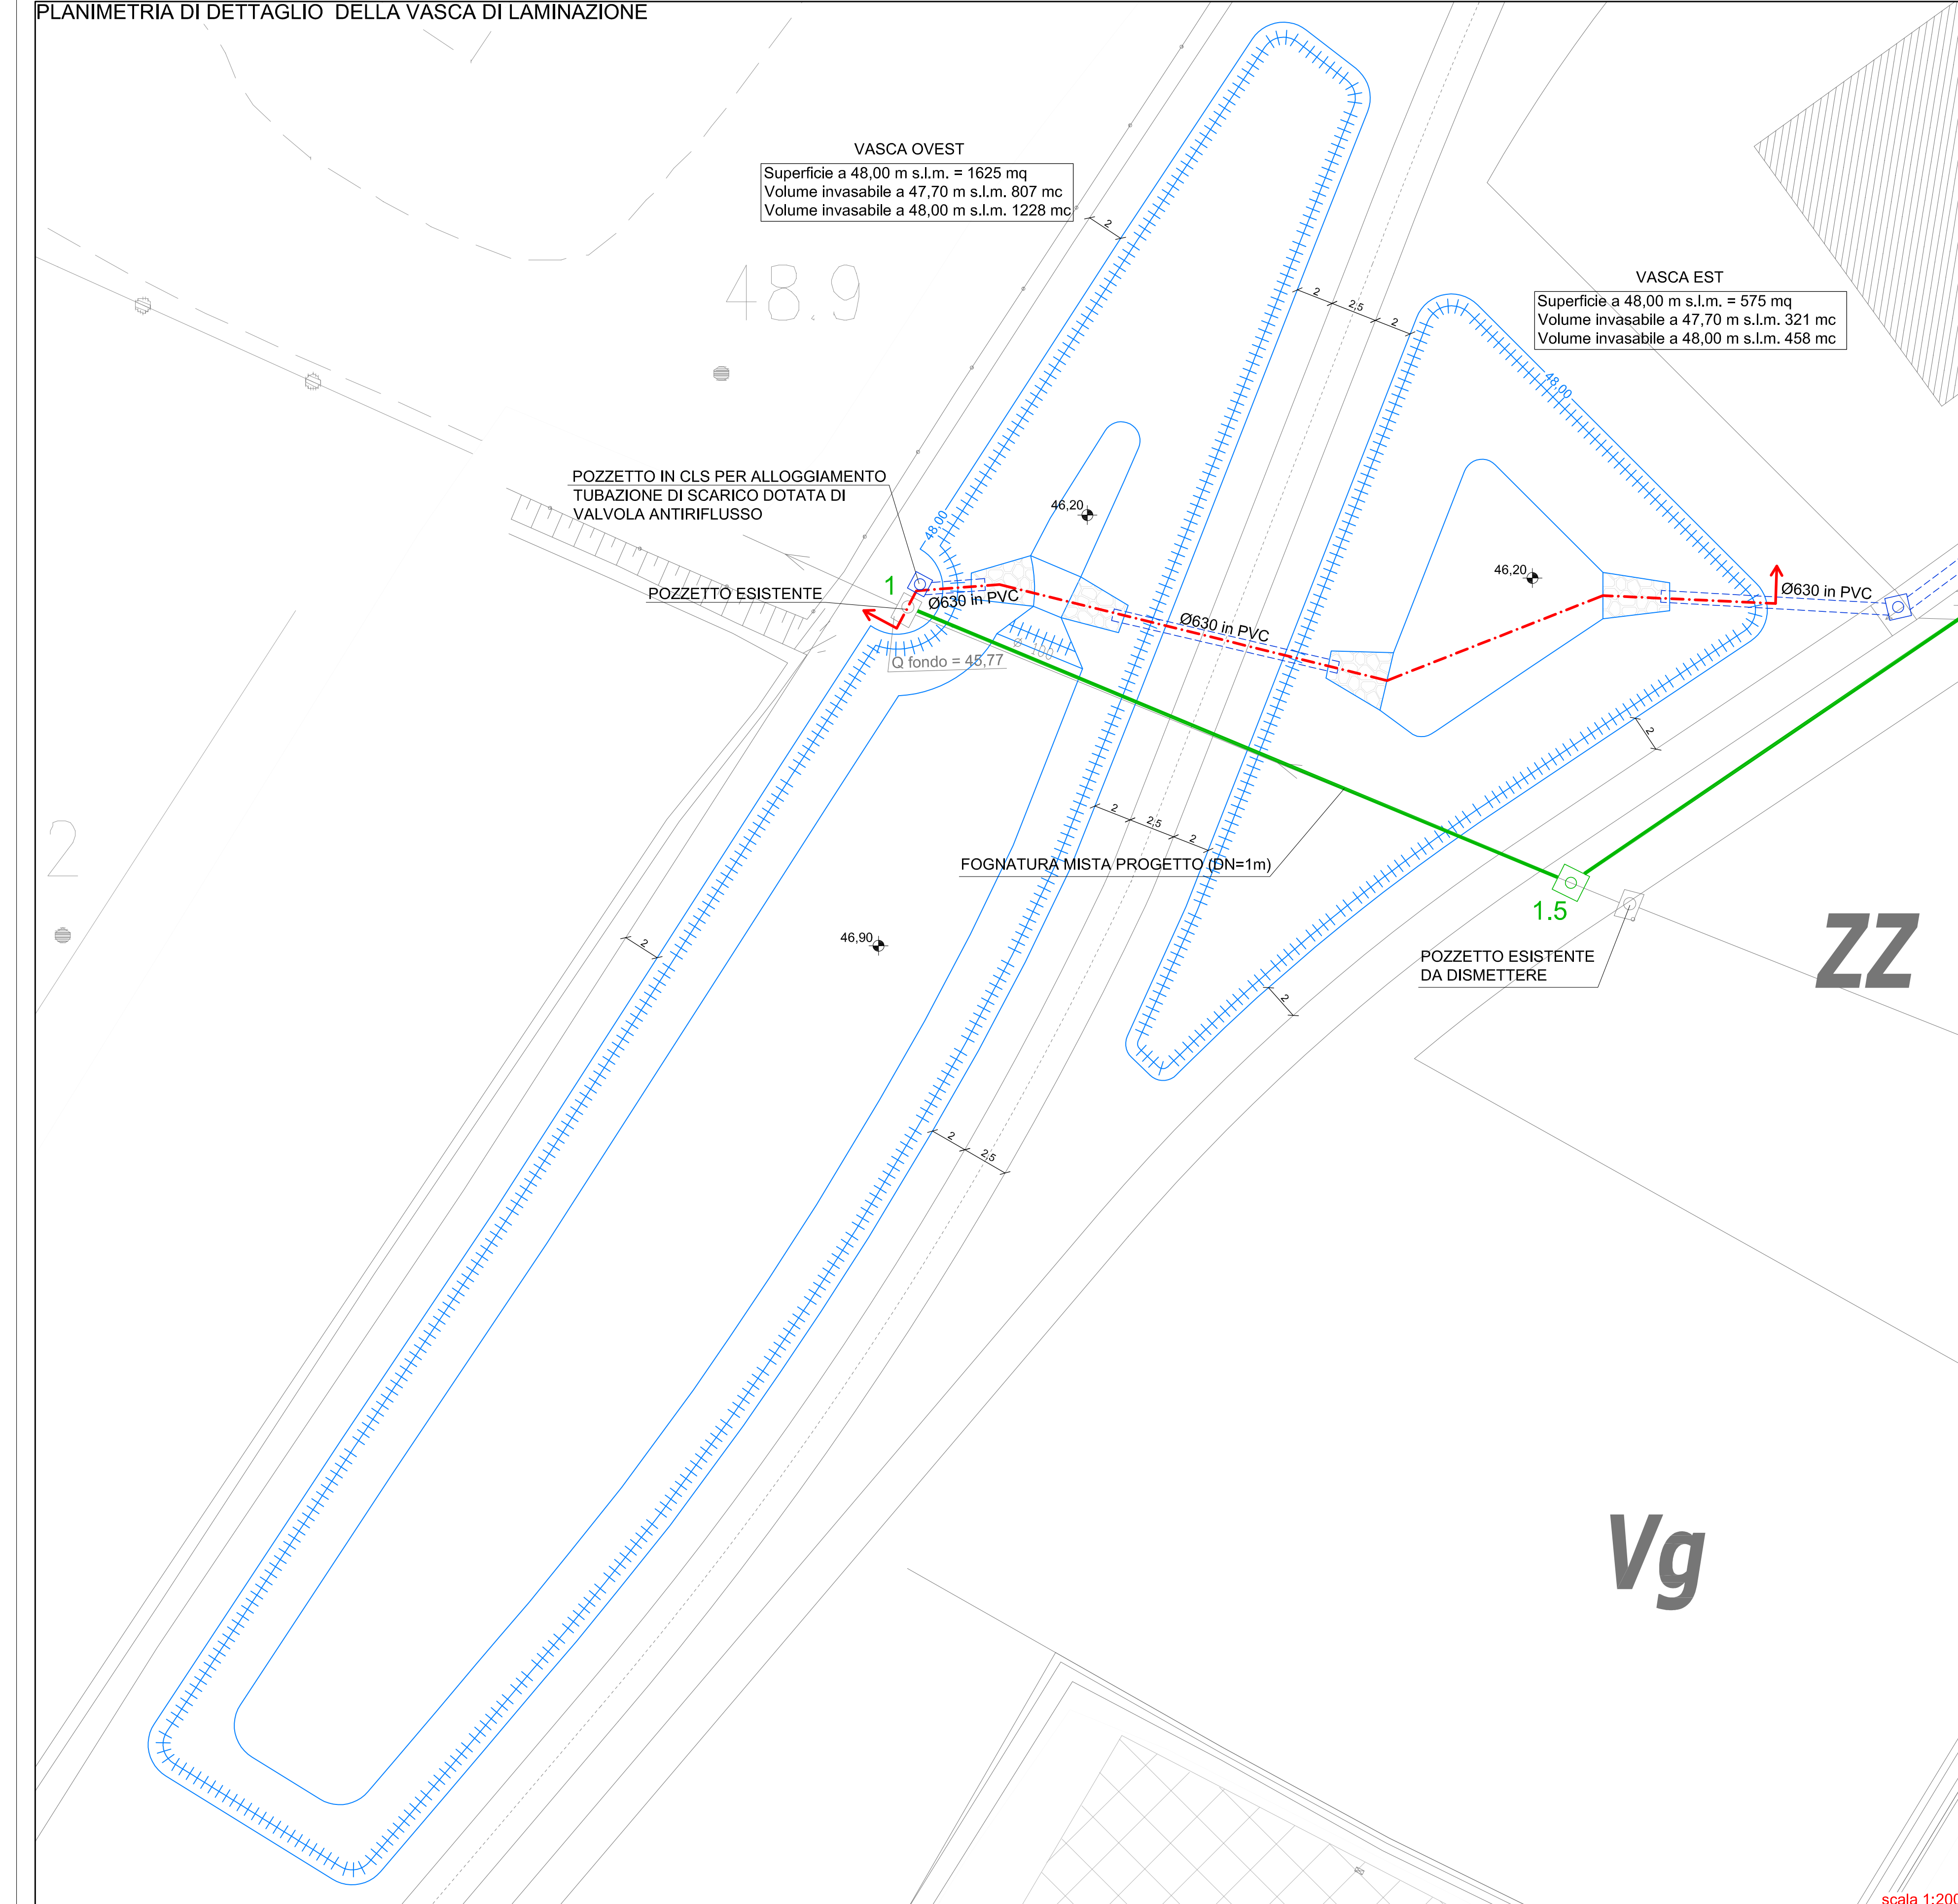 PLANIMETRIA DI DETTAGLIO DELLA VASCA DI LAMINAZIONE
VASCA OVEST
Superficie a 48,00 m s.l.m. = 1625 mq
Volume invasabile a 47,70 m s.l.m. 807 mc
Volume invasabile a 48,00 m s.l.m. 1228 mc
2
48.9
VASCA EST
Superficie a 48,00 m s.l.m. = 575 mq
Volume invasabile a 47,70 m s.l.m. 321 mc
Volume invasabile a 48,00 m s.l.m. 458 mc
2
2,5
2
48,00
POZZETTO IN CLS PER ALLOGGIAMENTO
TUBAZIONE DI SCARICO DOTATA DI
VALVOLA ANTIRIFLUSSO
48,00
46,20
46,20
POZZETTO ESISTENTE
1
Ø630 in PVC
Ø630 in PVC
Ø630 in PVC
Q fondo = 45,77
Ø 100
2
2
2
2,5
2
FOGNATURA MISTA PROGETTO (DN=1m)
1.5
46,90
2
ZZ
POZZETTO ESISTENTE
DA DISMETTERE
2
2
2,5
Vg
scala 1:200